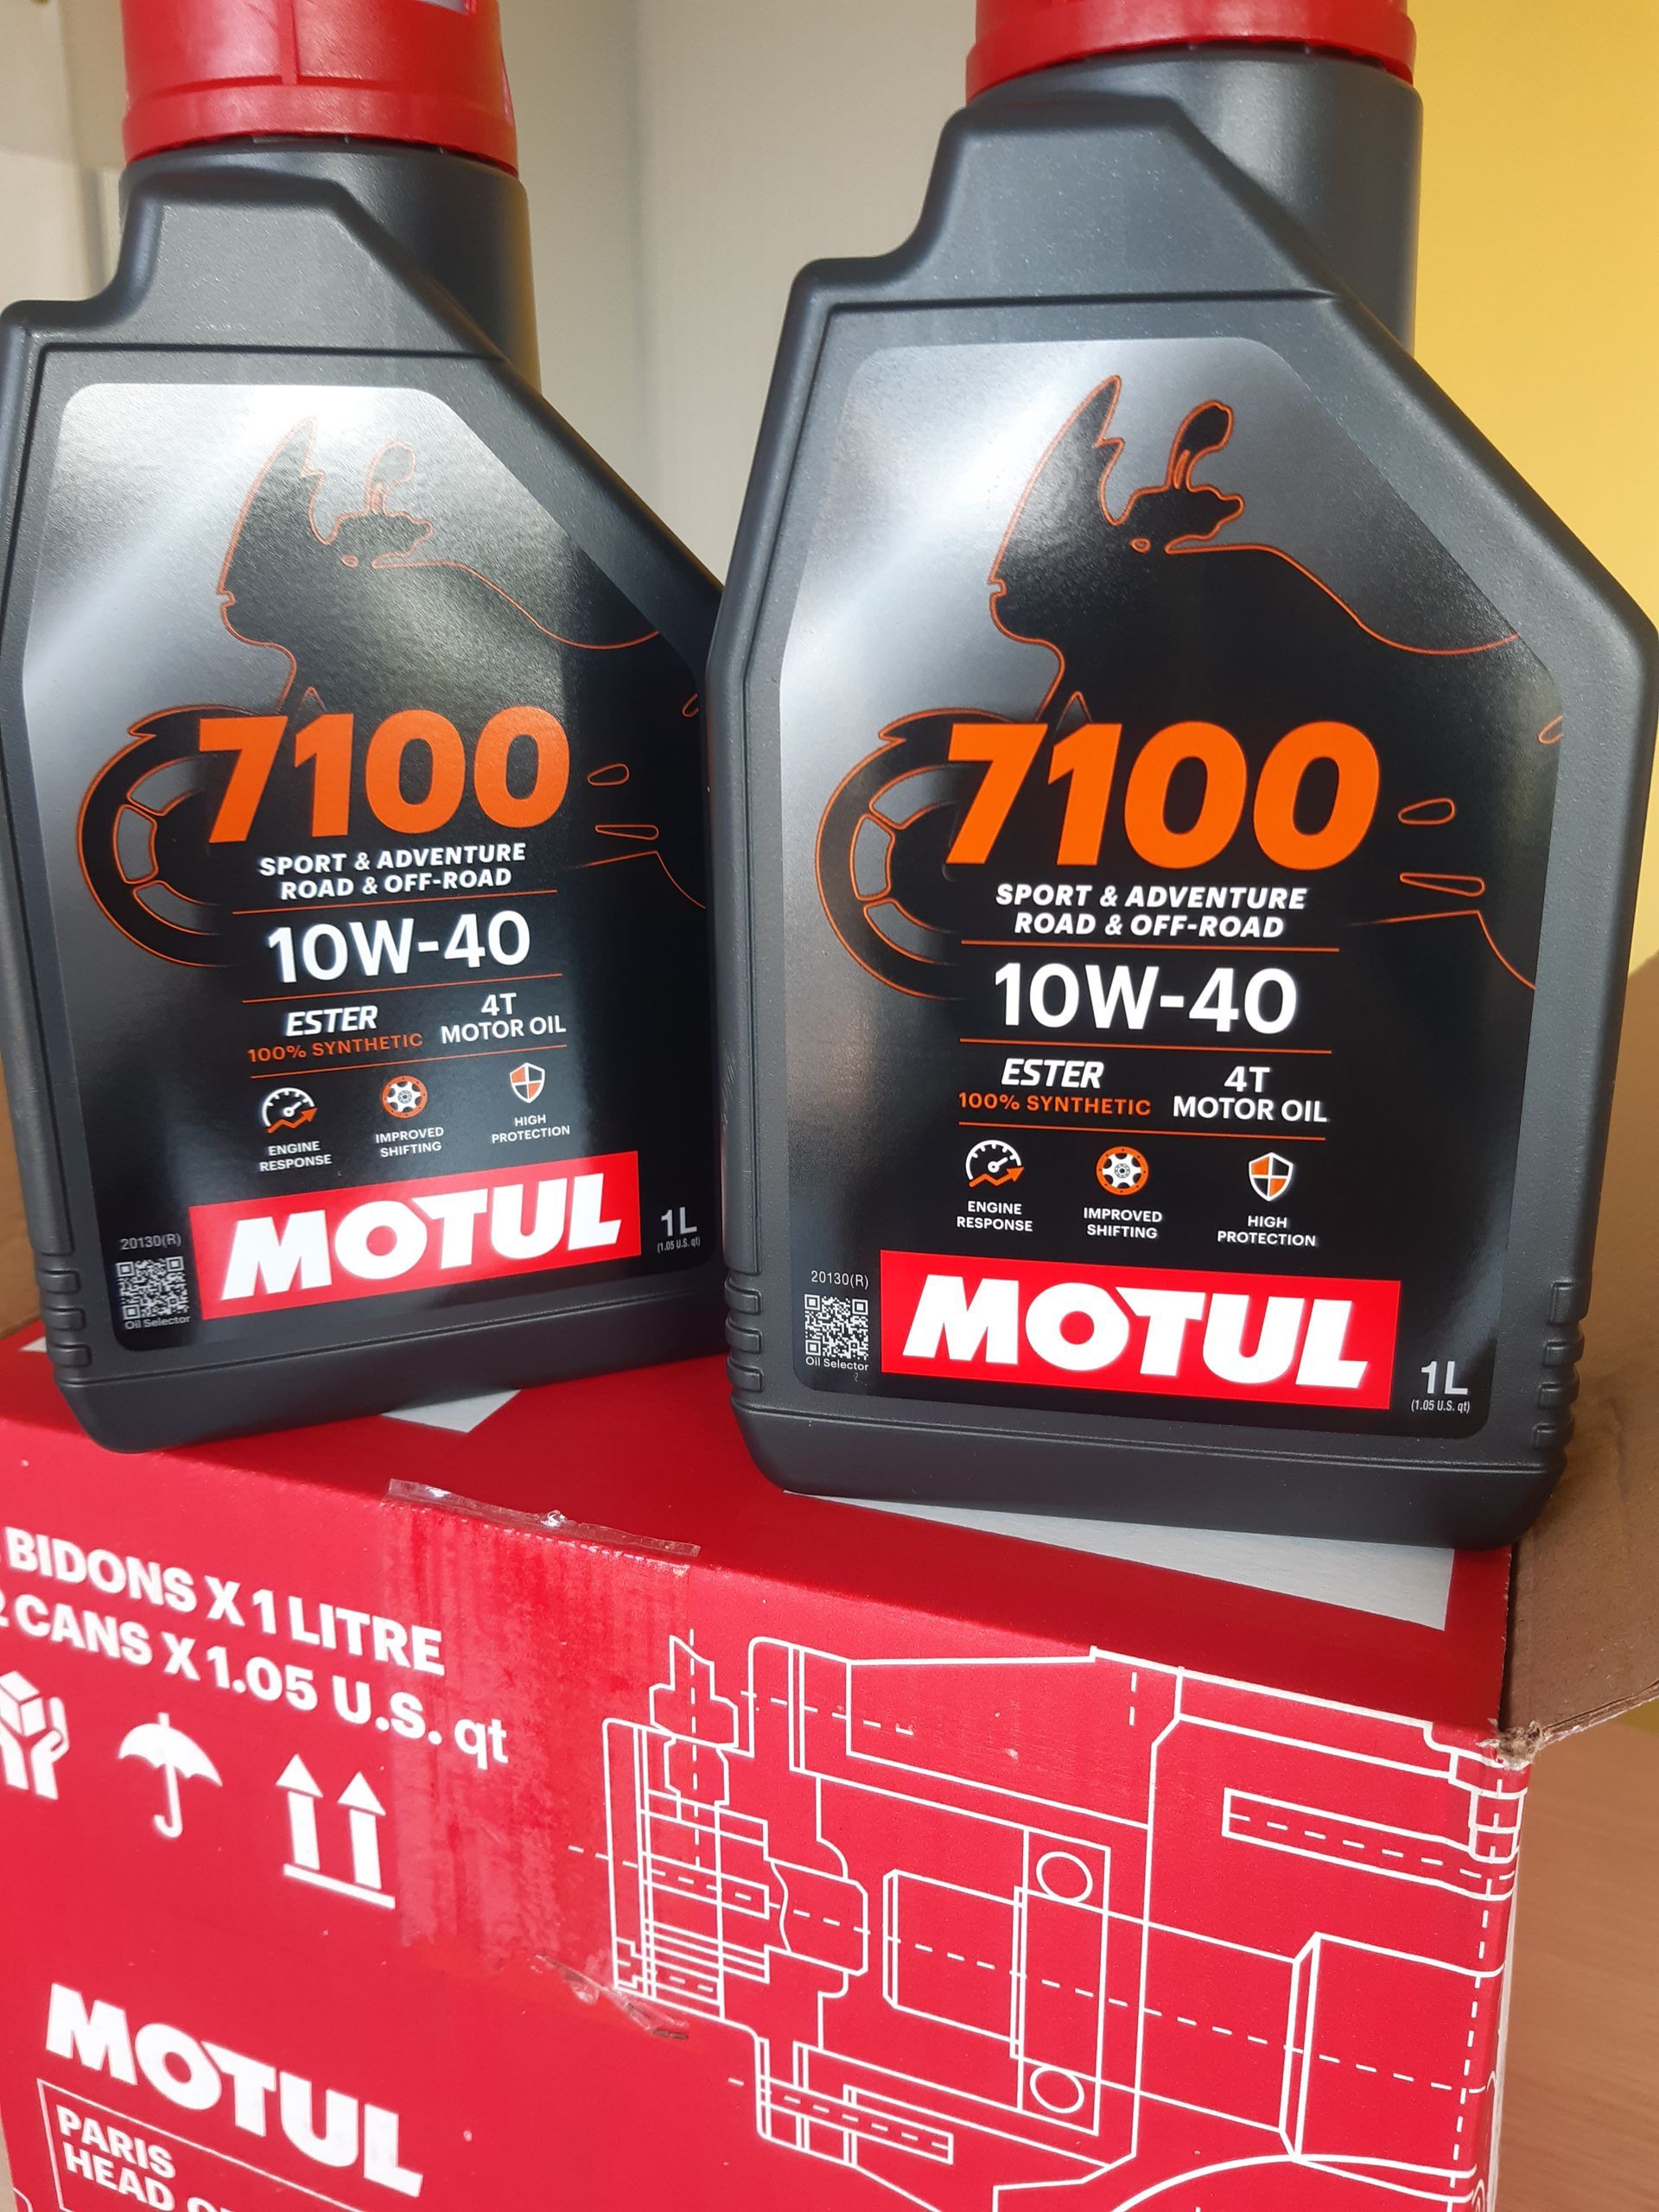 7100
SPORT & ADVENTURE
ROAD & OFF-ROAD
10W-40
ESTER
100% SYNTHETIC
4T
MOTOR OIL
ENGINE
RESPONSE
IMPROVED
SHIFTING
HIGH
PROTECTION
20130(R)
Oil Selector
MOTUL
1L
(1.05 U.S. qt)
7100
SPORT & ADVENTURE
ROAD & OFF-ROAD
10W-40
ESTER
100% SYNTHETIC
4T
MOTOR OIL
ENGINE
RESPONSE
IMPROVED
SHIFTING
HIGH
PROTECTION
20130(R)
Oil Selector
MOTUL
1L
(1.05 U.S. qt)
BIDONS X 1 LITRE
2 CANS X 1.05 U.S. qt
MOTUL
PARIS
HEAD